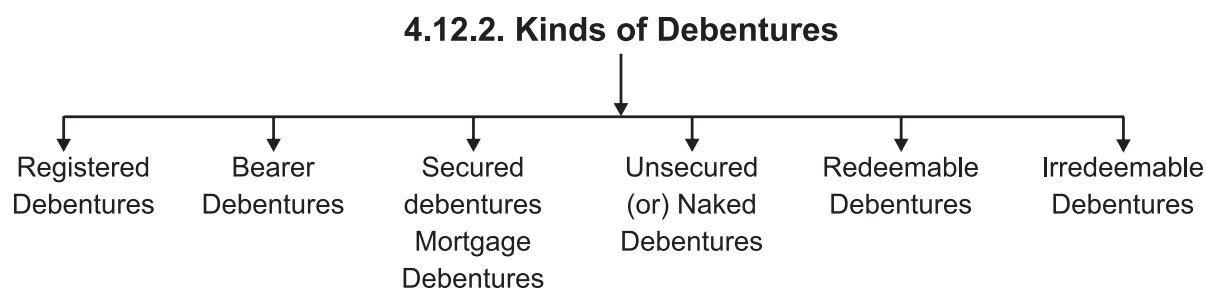 4.12.2. Kinds of Debentures
Registered
Debentures
Bearer
Debentures
Secured
debentures
Mortgage
Debentures
Unsecured
(or) Naked
Debentures
Redeemable
Debentures
Irredeemable
Debentures